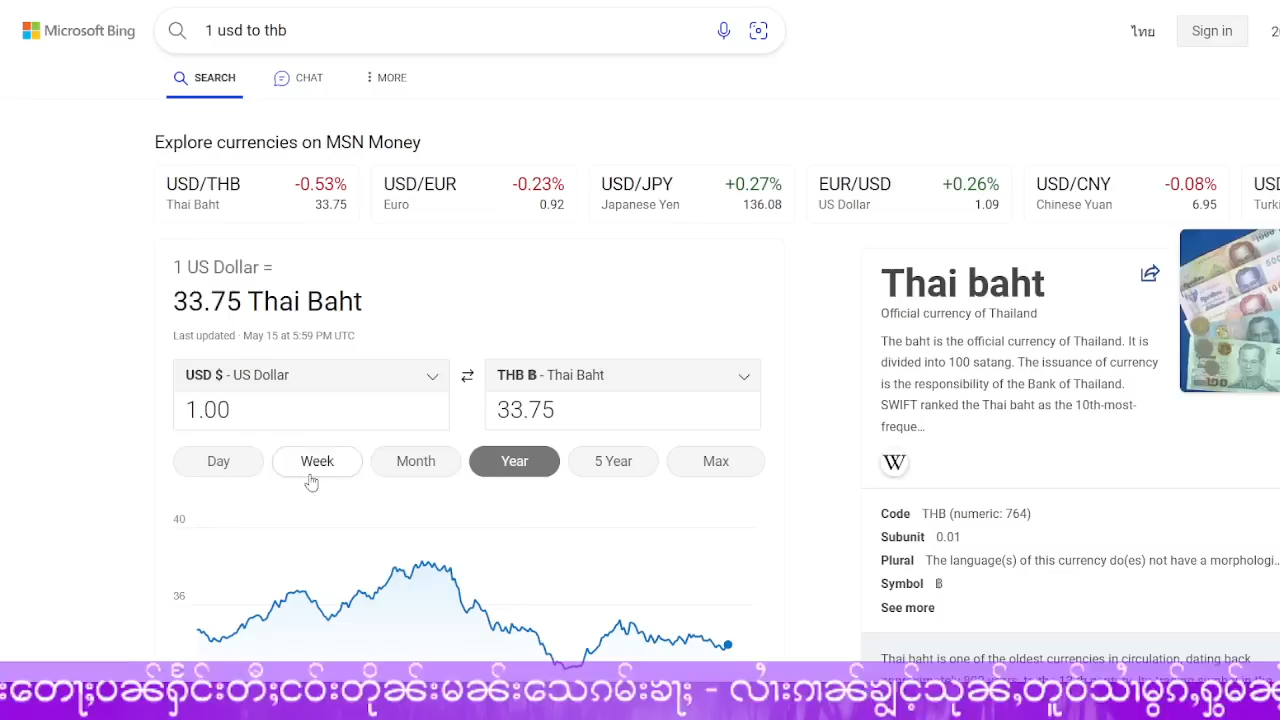 Microsoft Bing
1 usd to thb
ไทย
Sign in
SEARCH
CHAT
MORE
Explore currencies on MSN Money
USD/THB -0.53%
Thai Baht 33.75
USD/EUR -0.23%
Euro 0.92
USD/JPY +0.27%
Japanese Yen 136.08
EUR/USD +0.26%
US Dollar 1.09
USD/CNY -0.08%
Chinese Yuan 6.95
1 US Dollar =
33.75 Thai Baht
Last updated · May 15 at 5:59 PM UTC
USD $ - US Dollar
THB ฿ - Thai Baht
1.00
33.75
Day
Week
Month
Year
5 Year
Max
40
36
Thai baht
Official currency of Thailand
The baht is the official currency of Thailand. It is
divided into 100 satang. The issuance of currency
is the responsibility of the Bank of Thailand.
SWIFT ranked the Thai baht as the 10th-most-
freque…
W
Code THB (numeric: 764)
Subunit 0.01
Plural The language(s) of this currency do(es) not have a morphologi…
Symbol ฿
See more
Thai baht is one of the oldest currencies in circulation, dating back